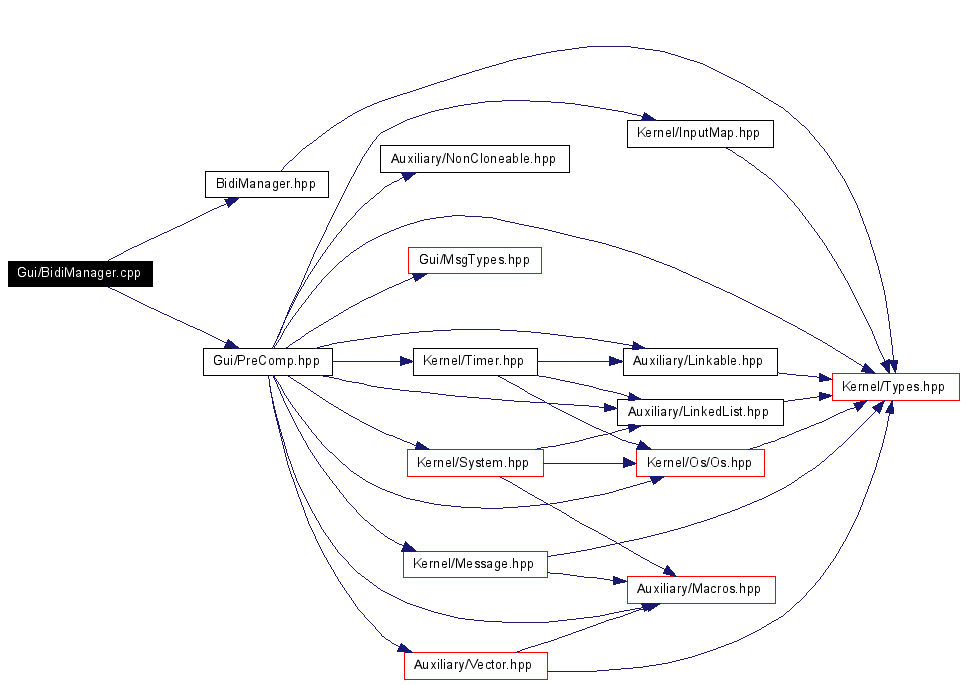 Kernel/InputMap.hpp
Auxiliary/NonCloneable.hpp
BidiManager.hpp
Gui/MsgTypes.hpp
Gui/BidiManager.cpp
Gui/PreComp.hpp
Kernel/Timer.hpp
Auxiliary/Linkable.hpp
Kernel/Types.hpp
Auxiliary/LinkedList.hpp
Kernel/System.hpp
Kernel/Os/Os.hpp
Kernel/Message.hpp
Auxiliary/Macros.hpp
Auxiliary/Vector.hpp